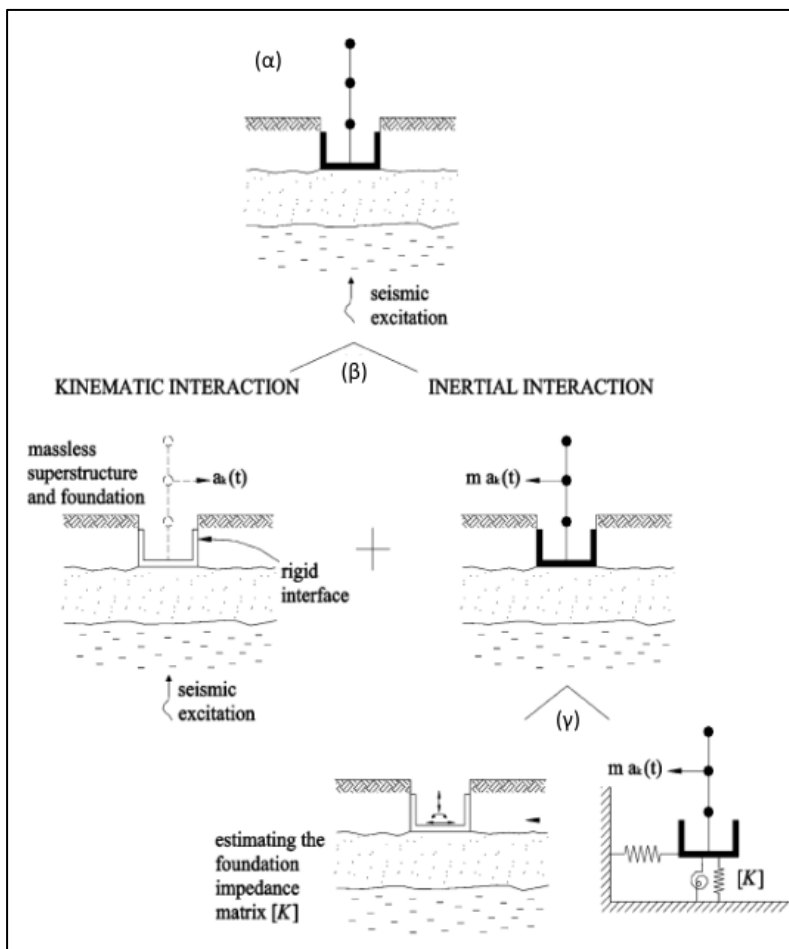 (α)
seismic
excitation
(β)
KINEMATIC INTERACTION
INERTIAL INTERACTION
massless
superstructure
and foundation
aₖ(t)
rigid
interface
seismic
excitation
m aₖ(t)
(γ)
estimating the
foundation
impedance
matrix [K]
m aₖ(t)
[K]